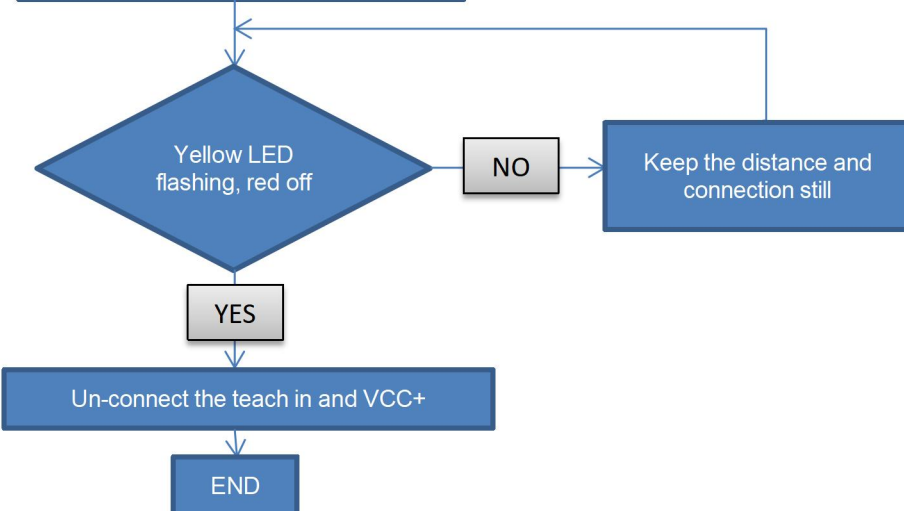 Yellow LED
flashing, red off
NO
Keep the distance and
connection still
YES
Un-connect the teach in and VCC+
END